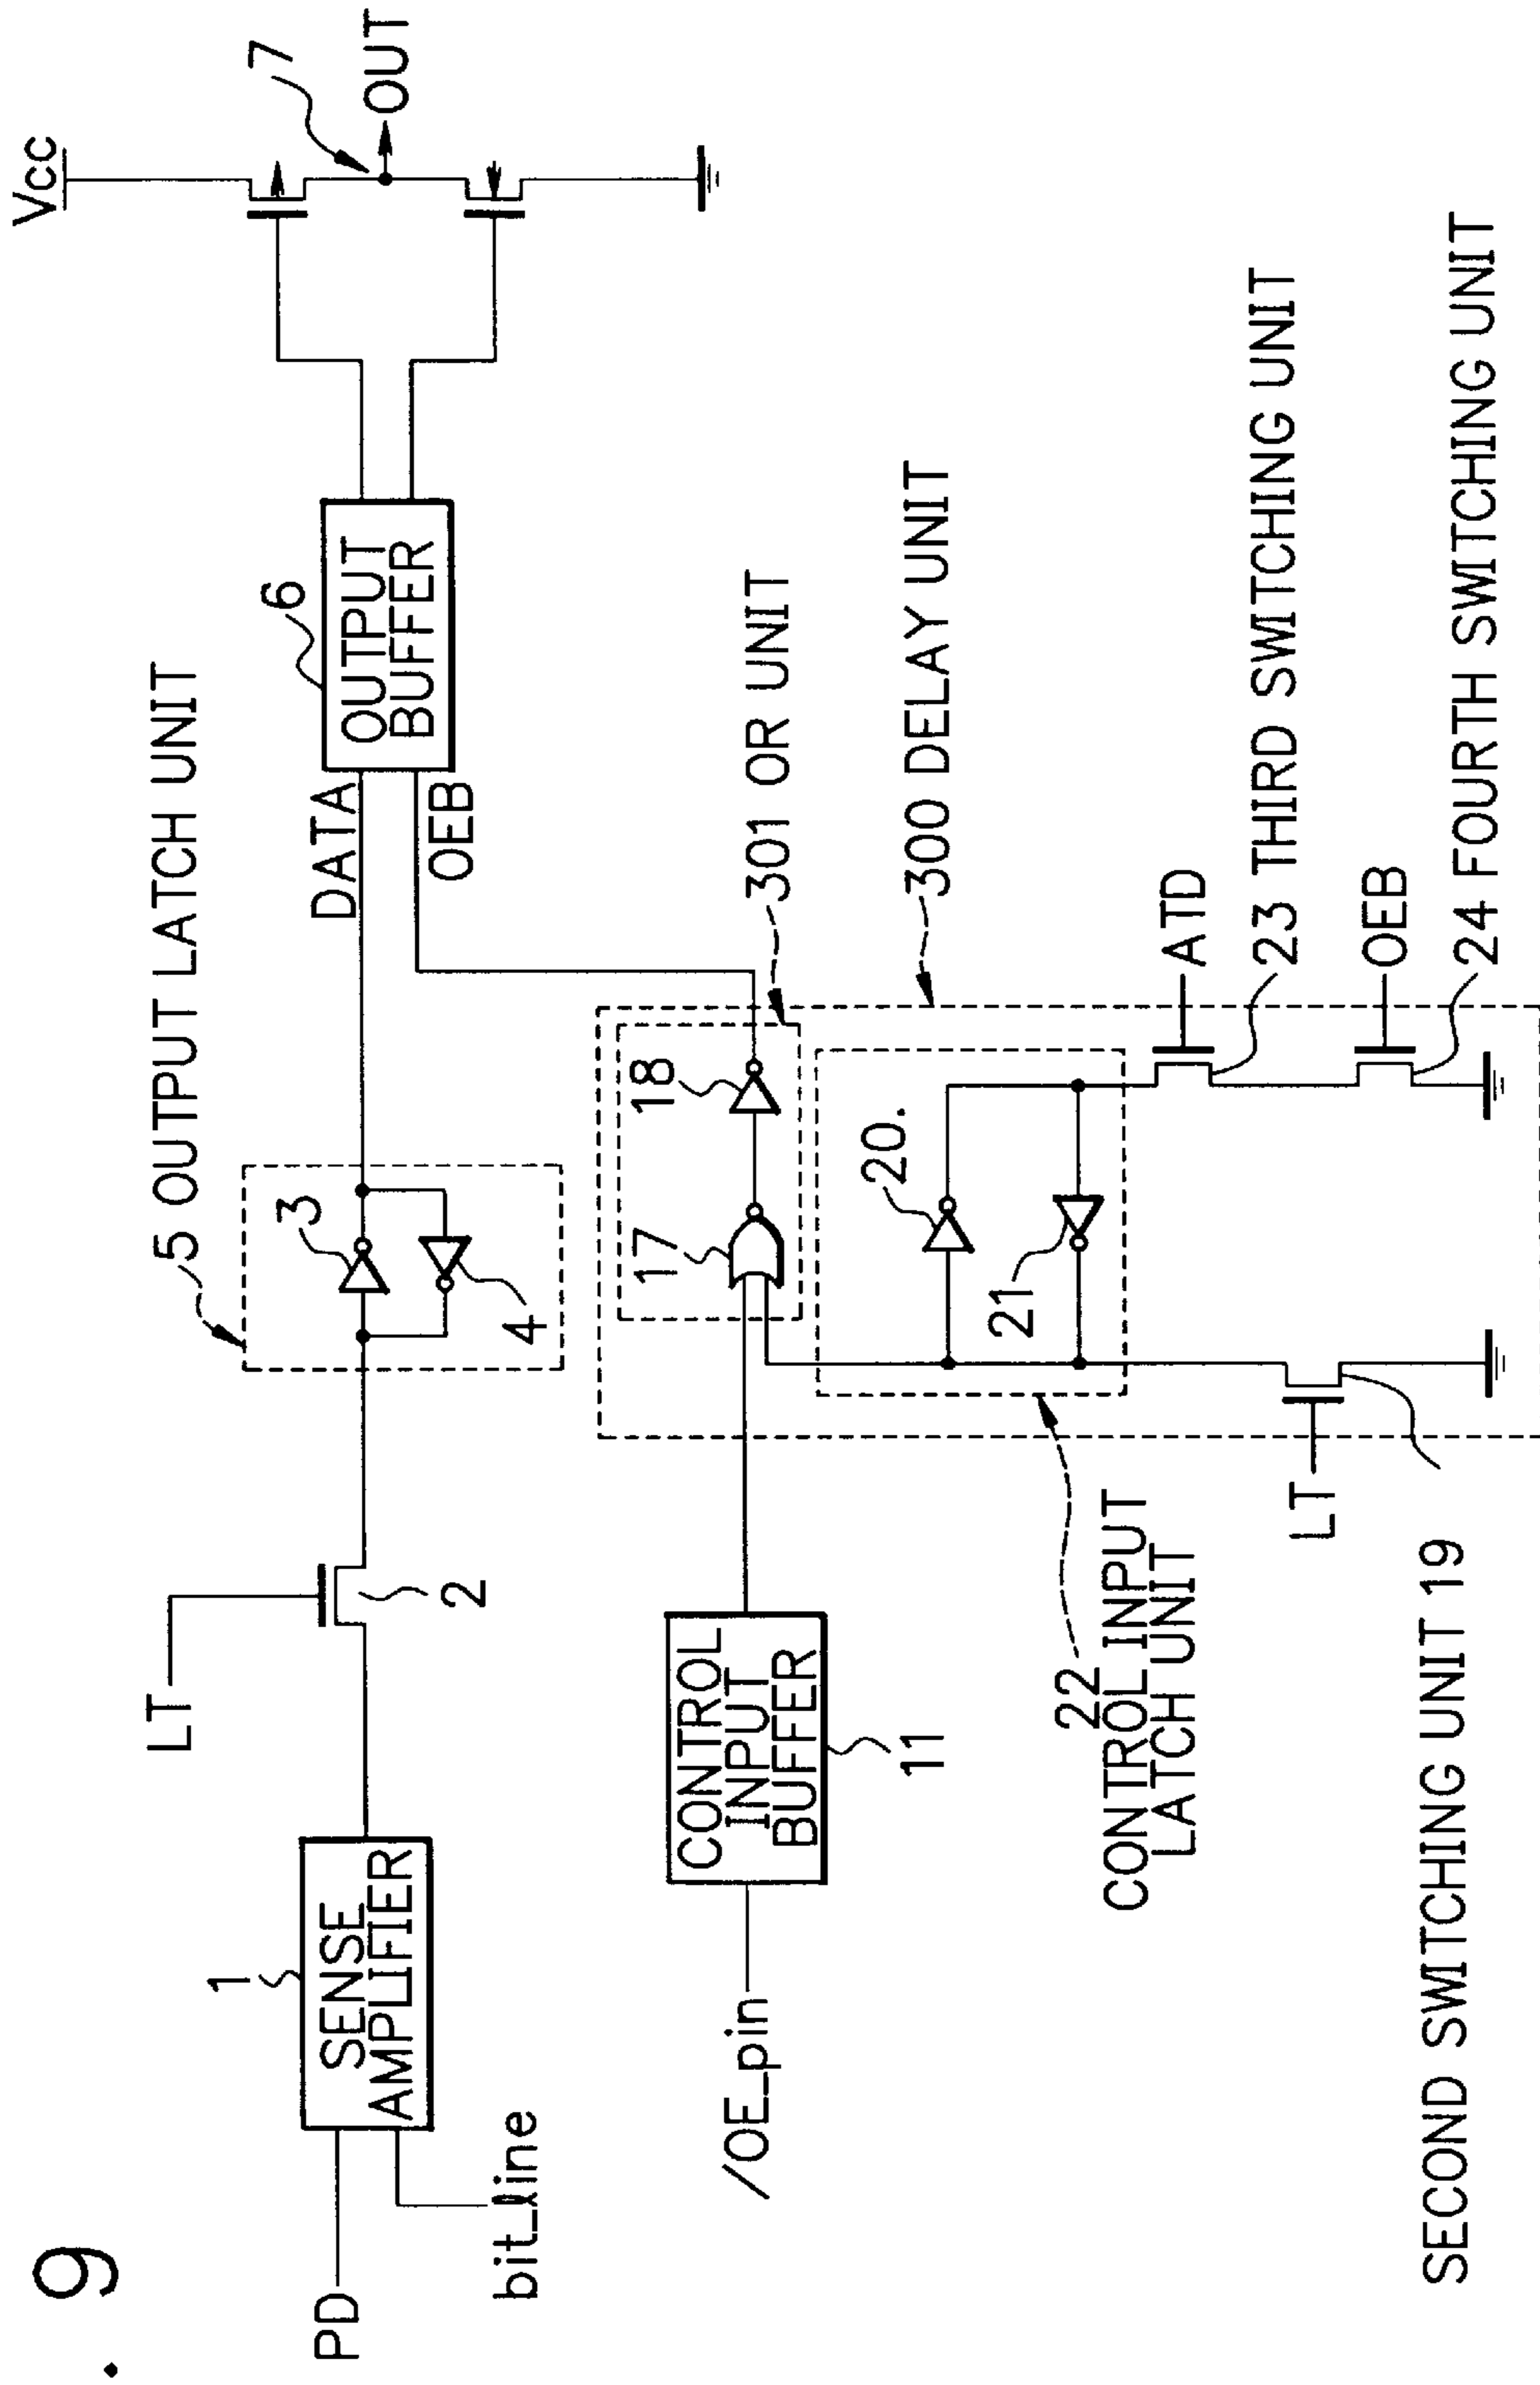 . 9
Vcc
7
OUT
5 OUTPUT LATCH UNIT
6
OUTPUT
BUFFER
DATA
OEB
3
4
LT
2
1
SENSE
AMPLIFIER
PD
bit_line
301 OR UNIT
300 DELAY UNIT
18
17
20.
21
ATD
23 THIRD SWITCHING UNIT
OEB
24 FOURTH SWITCHING UNIT
CONTROL
INPUT
BUFFER
11
/OE_pin
22
CONTROL INPUT
LATCH UNIT
LT
SECOND SWITCHING UNIT 19